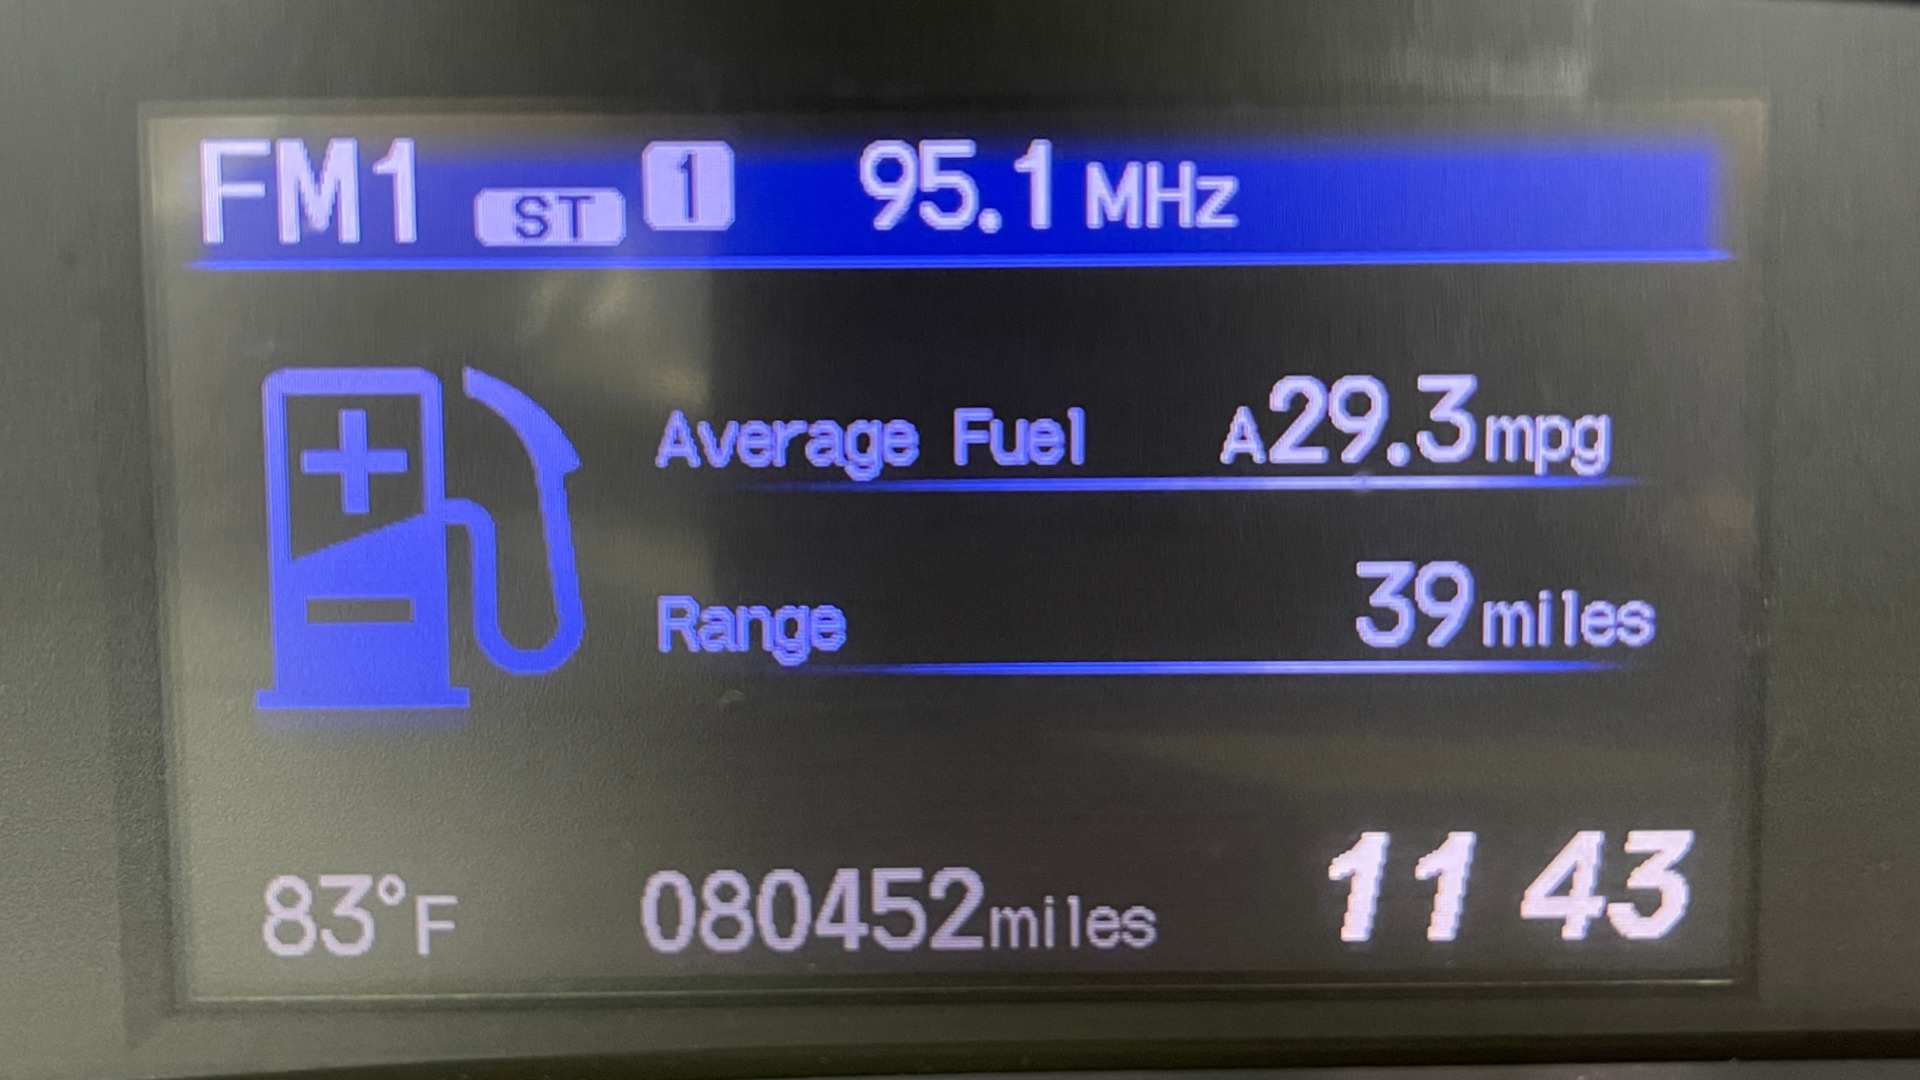 FM1 ST 1 95.1 MHz
Average Fuel A29.3mpg
Range 39miles
83°F 080452miles 11 43